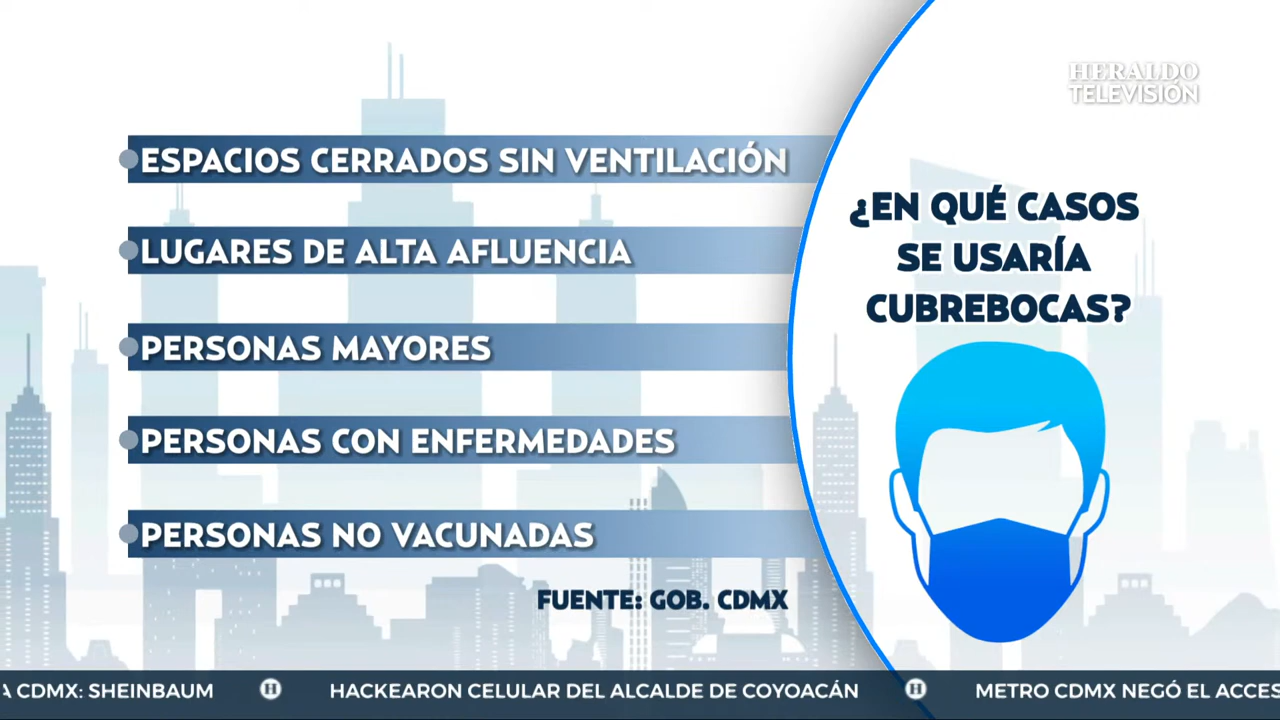 HERALDO
TELEVISIÓN
¿EN QUÉ CASOS
SE USARÍA
CUBREBOCAS?
ESPACIOS CERRADOS SIN VENTILACIÓN
LUGARES DE ALTA AFLUENCIA
PERSONAS MAYORES
PERSONAS CON ENFERMEDADES
PERSONAS NO VACUNADAS
FUENTE: GOB. CDMX
A CDMX: SHEINBAUM H HACKEARON CELULAR DEL ALCALDE DE COYOACÁN H METRO CDMX NEGÓ EL ACCES